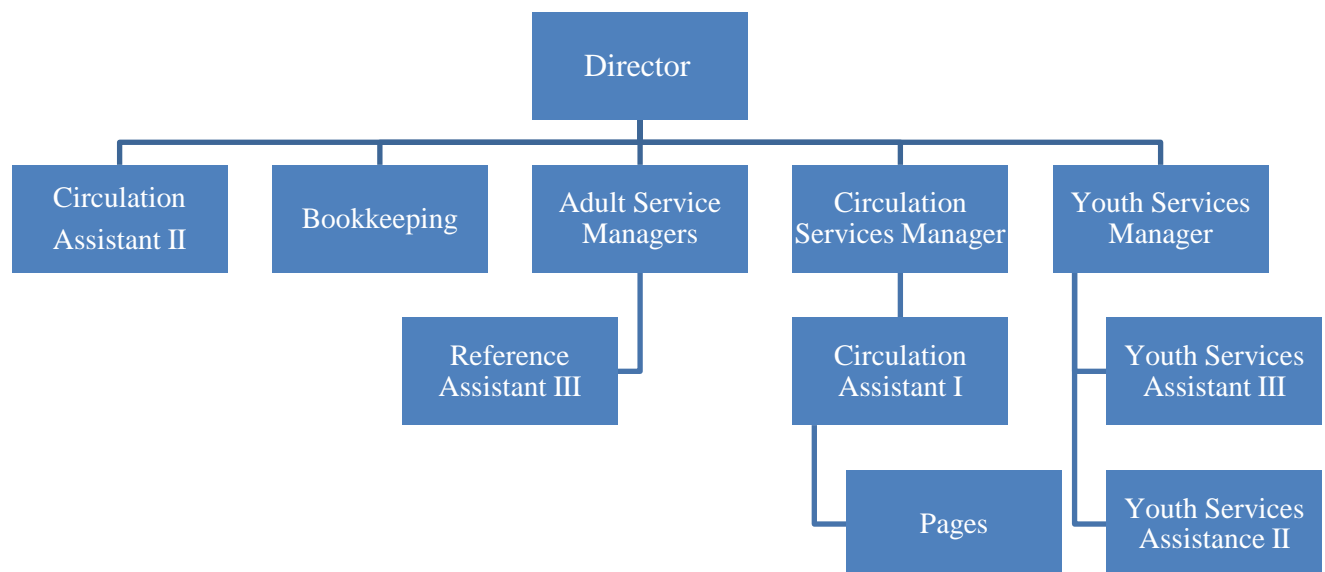 Director
Circulation
Assistant II
Bookkeeping
Adult Service
Managers
Circulation
Services Manager
Youth Services
Manager
Reference
Assistant III
Circulation
Assistant I
Youth Services
Assistant III
Pages
Youth Services
Assistance II